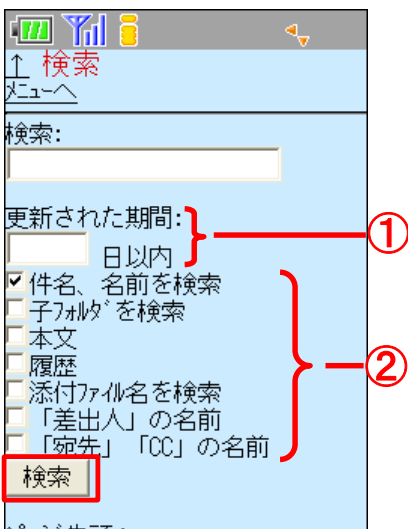 ↑ 検索
ﾒﾆｭｰへ
検索:
更新された期間:
①
日以内
件名、名前を検索
子ﾌｫﾙﾀﾞを検索
本文
②
履歴
添付ﾌｧｲﾙ名を検索
「差出人」の名前
「宛先」「CC」の名前
検索